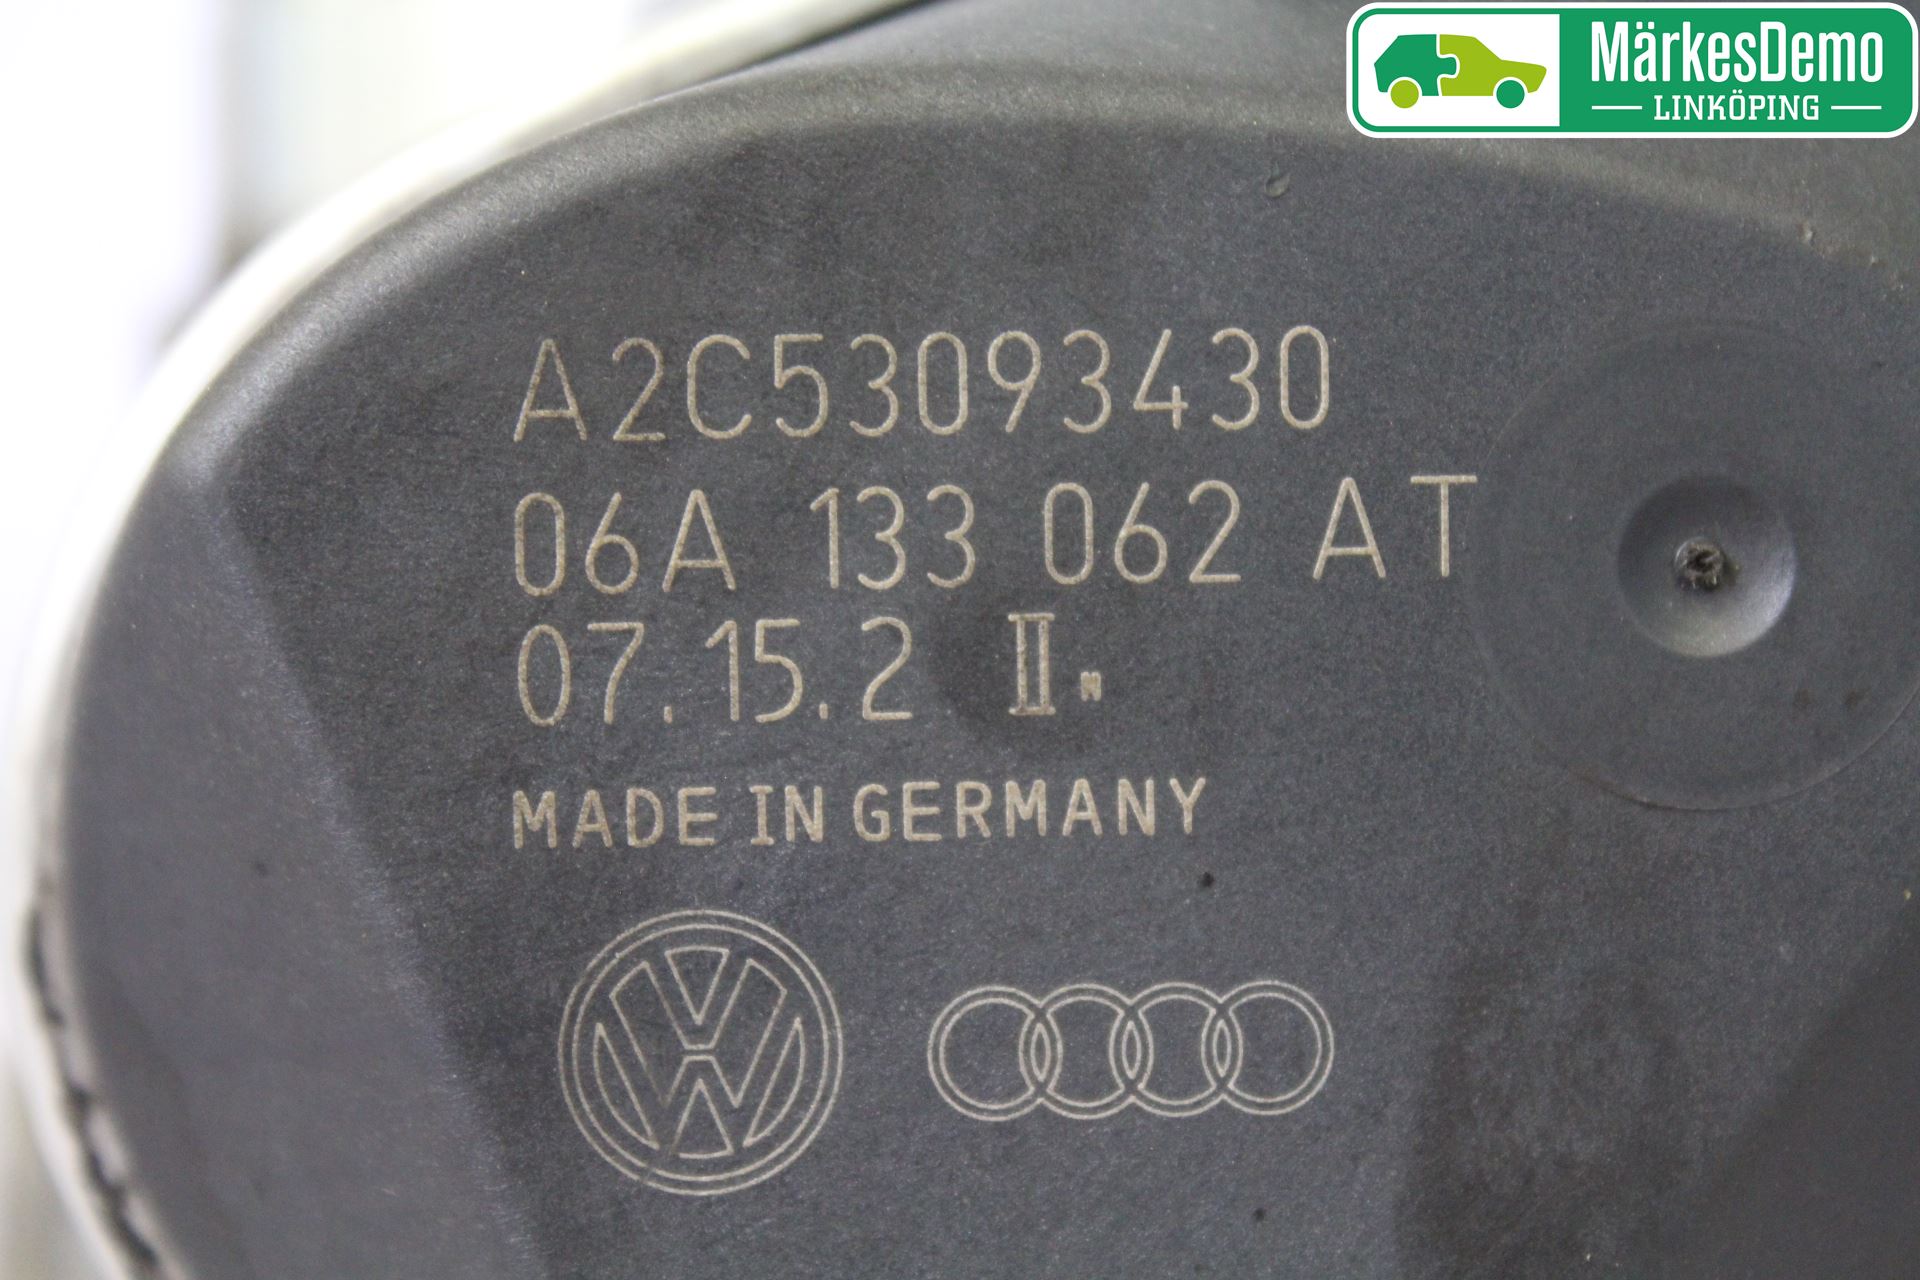 MärkesDemo
LINKÖPING
A2C53093430
06A 133 062 AT
07.15.2 II N
MADE IN GERMANY